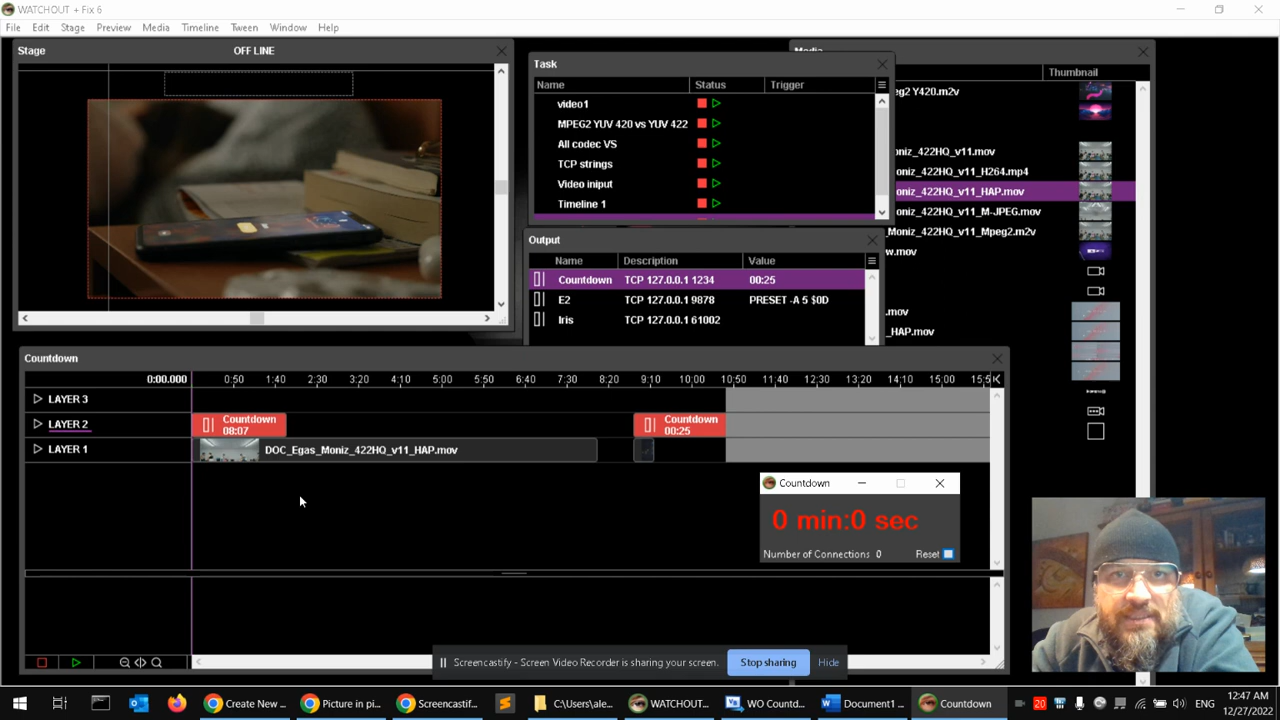 WATCHOUT + Fix 6
File Edit Stage Preview Media Timeline Tween Window Help
Stage OFF LINE
Task
Name Status Trigger
video1
MPEG2 YUV 420 vs YUV 422
All codec VS
TCP strings
Video iniput
Timeline 1
Media
Thumbnail
eg2 Y420.m2v
oniz_422HQ_v11.mov
oniz_422HQ_v11_H264.mp4
oniz_422HQ_v11_HAP.mov
oniz_422HQ_v11_M-JPEG.mov
_Moniz_422HQ_v11_Mpeg2.m2v
w.mov
.mov
_HAP.mov
Output
Name Description Value
Countdown TCP 127.0.0.1 1234 00:25
E2 TCP 127.0.0.1 9878 PRESET -A 5 $0D
Iris TCP 127.0.0.1 61002
Countdown
0:00.000 0:50 1:40 2:30 3:20 4:10 5:00 5:50 6:40 7:30 8:20 9:10 10:00 10:50 11:40 12:30 13:20 14:10 15:00 15:5
LAYER 3
LAYER 2
Countdown
08:07
Countdown
00:25
LAYER 1
DOC_Egas_Moniz_422HQ_v11_HAP.mov
Countdown
0 min:0 sec
Number of Connections 0 Reset
Screencastify - Screen Video Recorder is sharing your screen. Stop sharing Hide
Create New ... Picture in pi... Screencastif... C:\Users\ale... WATCHOUT... WO Countd... Document1 ... Countdown
20
ENG
12:47 AM
12/27/2022